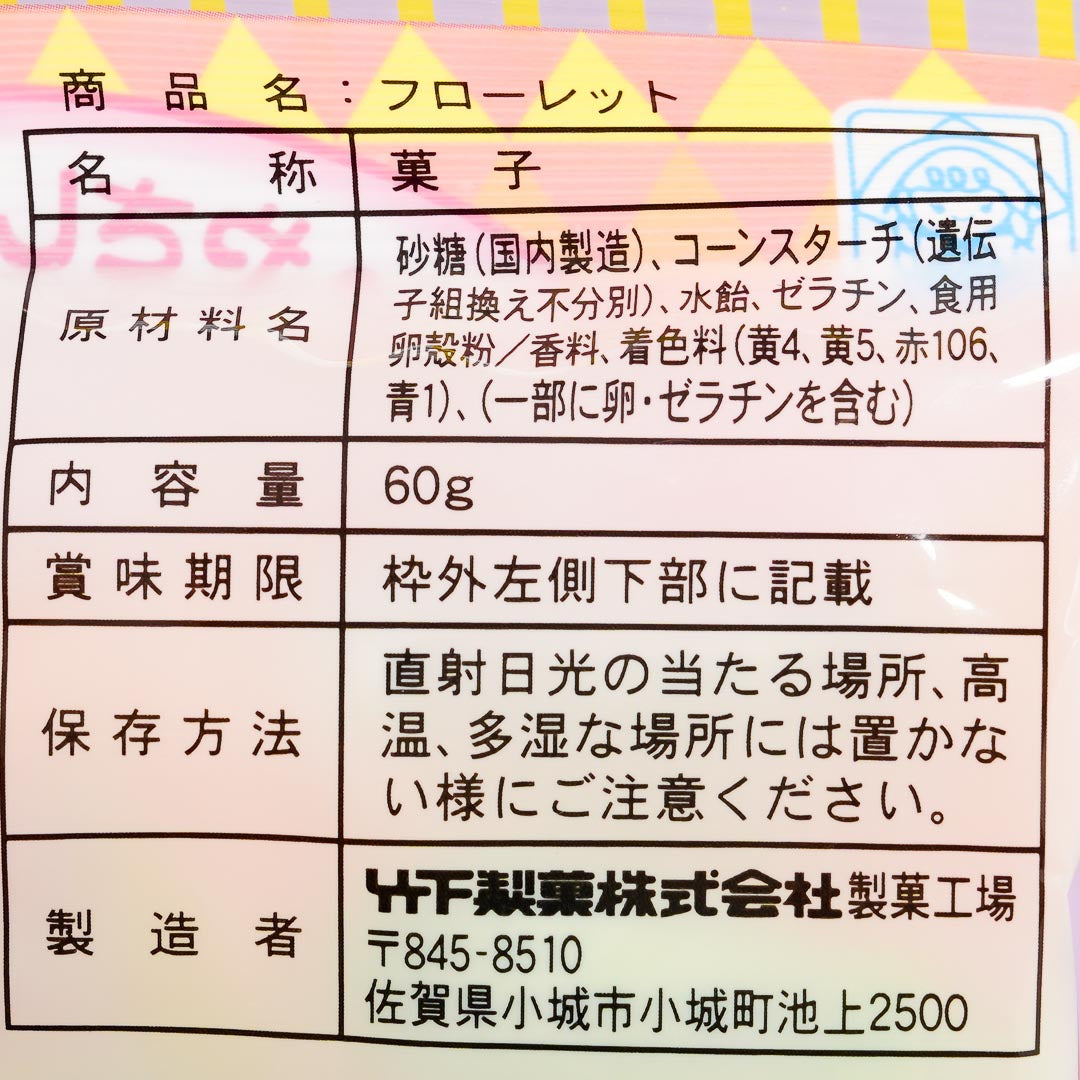 商品名：フローレット
名称 菓子
原材料名
砂糖（国内製造）、コーンスターチ（遺伝
子組換え不分別）、水飴、ゼラチン、食用
卵殻粉／香料、着色料（黄4、黄5、赤106、
青1）、（一部に卵・ゼラチンを含む）
内容量 60g
賞味期限 枠外左側下部に記載
保存方法
直射日光の当たる場所、高
温、多湿な場所には置かな
い様にご注意ください。
製造者
竹下製菓株式会社製菓工場
〒845-8510
佐賀県小城市小城町池上2500